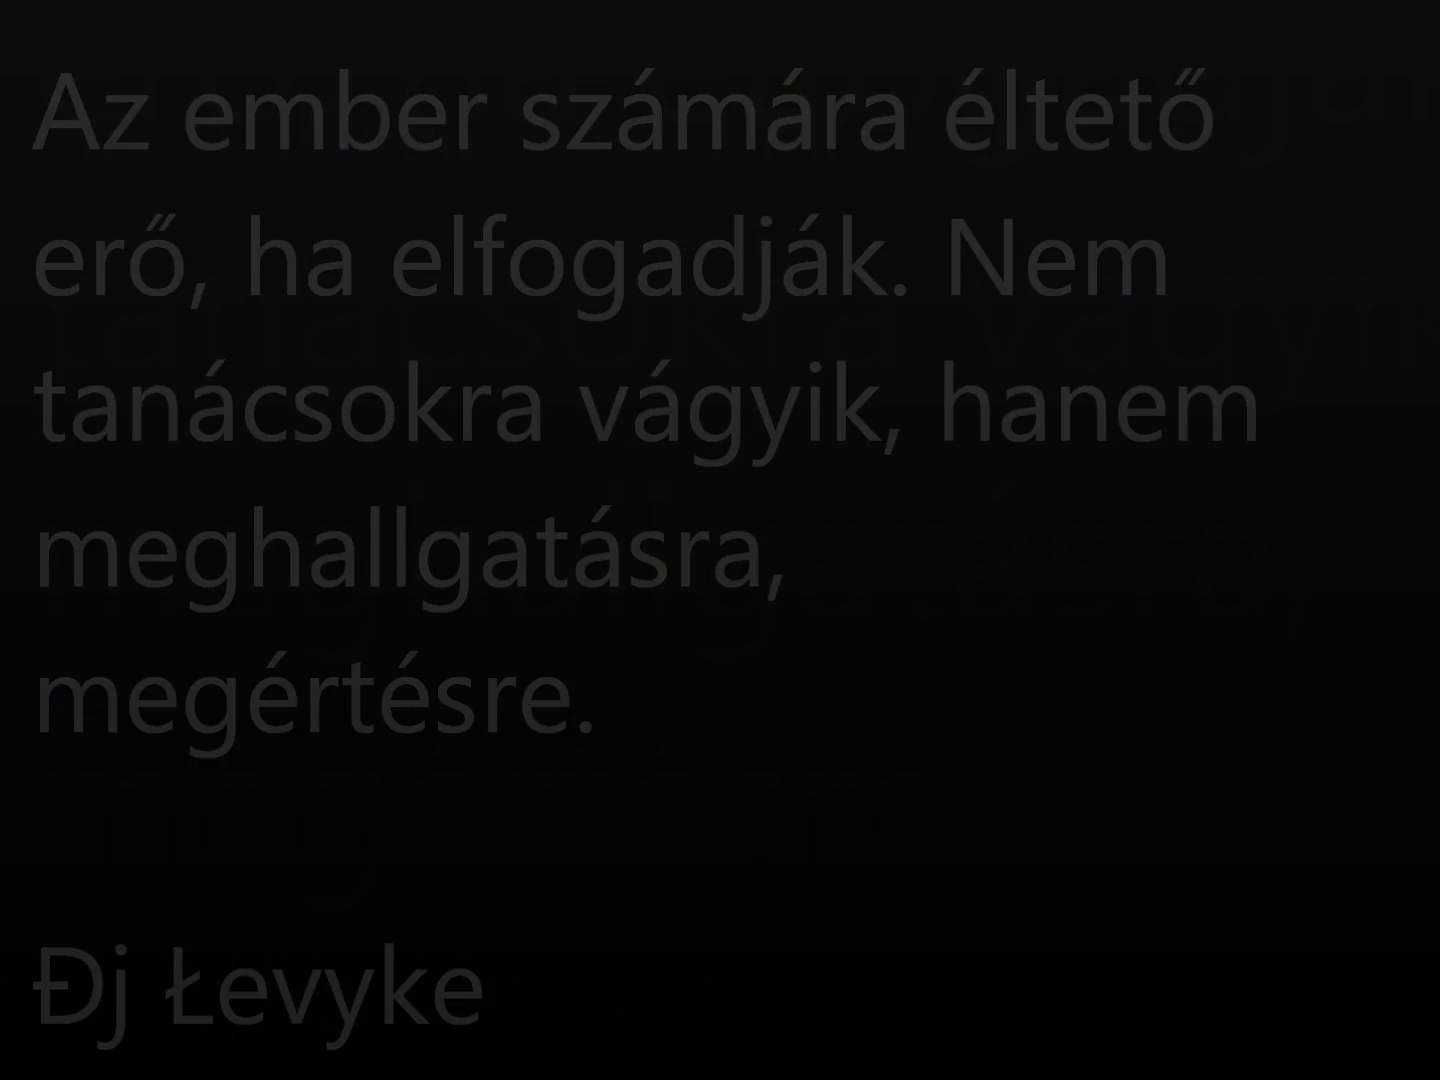 Az ember számára éltető
erő, ha elfogadják. Nem
tanácsokra vágyik, hanem
meghallgatásra,
megértésre.
Đj Łevyke